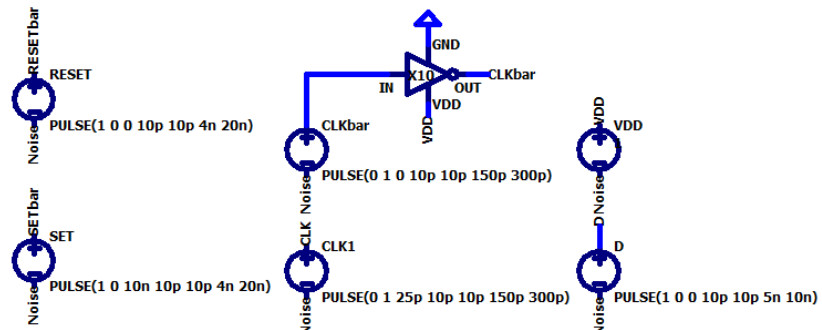 RESETbar
RESET
Noise
PULSE(1 0 0 10p 10p 4n 20n)
SETbar
SET
Noise
PULSE(1 0 10n 10p 10p 4n 20n)
GND
X10
IN
OUT
CLKbar
VDD
VDD
CLKbar
Noise
PULSE(0 1 0 10p 10p 150p 300p)
CLK
CLK1
Noise
PULSE(0 1 25p 10p 10p 150p 300p)
VDD
VDD
1
Noise
D
D
Noise
PULSE(1 0 0 10p 10p 5n 10n)